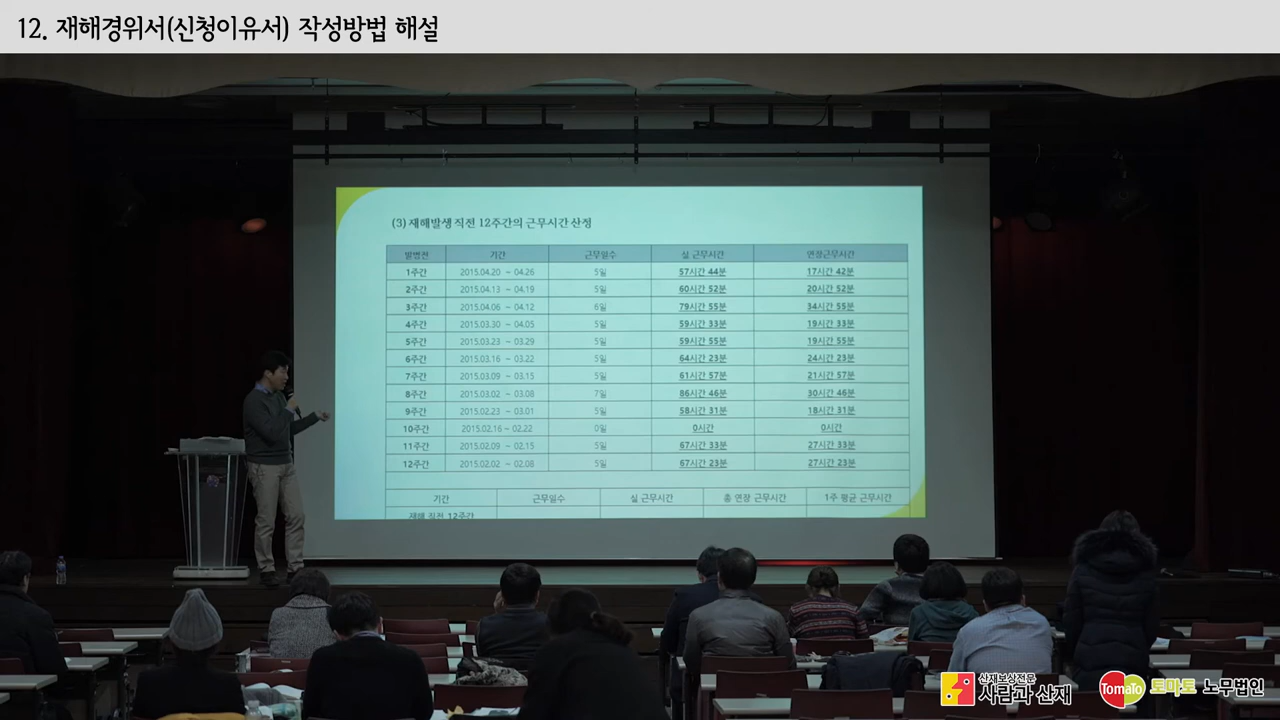 12. 재해경위서(신청이유서) 작성방법 해설
(3) 재해발생 직전 12주간의 근무시간 산정
발병전 기간 근무일수 실 근무시간 연장근무시간
1주간 2015.04.20 ~ 04.26 5일 57시간 44분 17시간 42분
2주간 2015.04.13 ~ 04.19 5일 60시간 52분 20시간 52분
3주간 2015.04.06 ~ 04.12 6일 79시간 55분 34시간 55분
4주간 2015.03.30 ~ 04.05 5일 59시간 33분 19시간 33분
5주간 2015.03.23 ~ 03.29 5일 59시간 55분 19시간 55분
6주간 2015.03.16 ~ 03.22 5일 64시간 23분 24시간 23분
7주간 2015.03.09 ~ 03.15 5일 61시간 57분 21시간 57분
8주간 2015.03.02 ~ 03.08 7일 86시간 46분 30시간 46분
9주간 2015.02.23 ~ 03.01 5일 58시간 31분 18시간 31분
10주간 2015.02.16 ~ 02.22 0일 0시간 0시간
11주간 2015.02.09 ~ 02.15 5일 67시간 33분 27시간 33분
12주간 2015.02.02 ~ 02.08 5일 67시간 23분 27시간 23분
기간 근무일수 실 근무시간 총 연장 근무시간 1주 평균 근무시간
재해 직전 12주간
산재보상전문
사람과 산재
TomaTo 토마토 노무법인